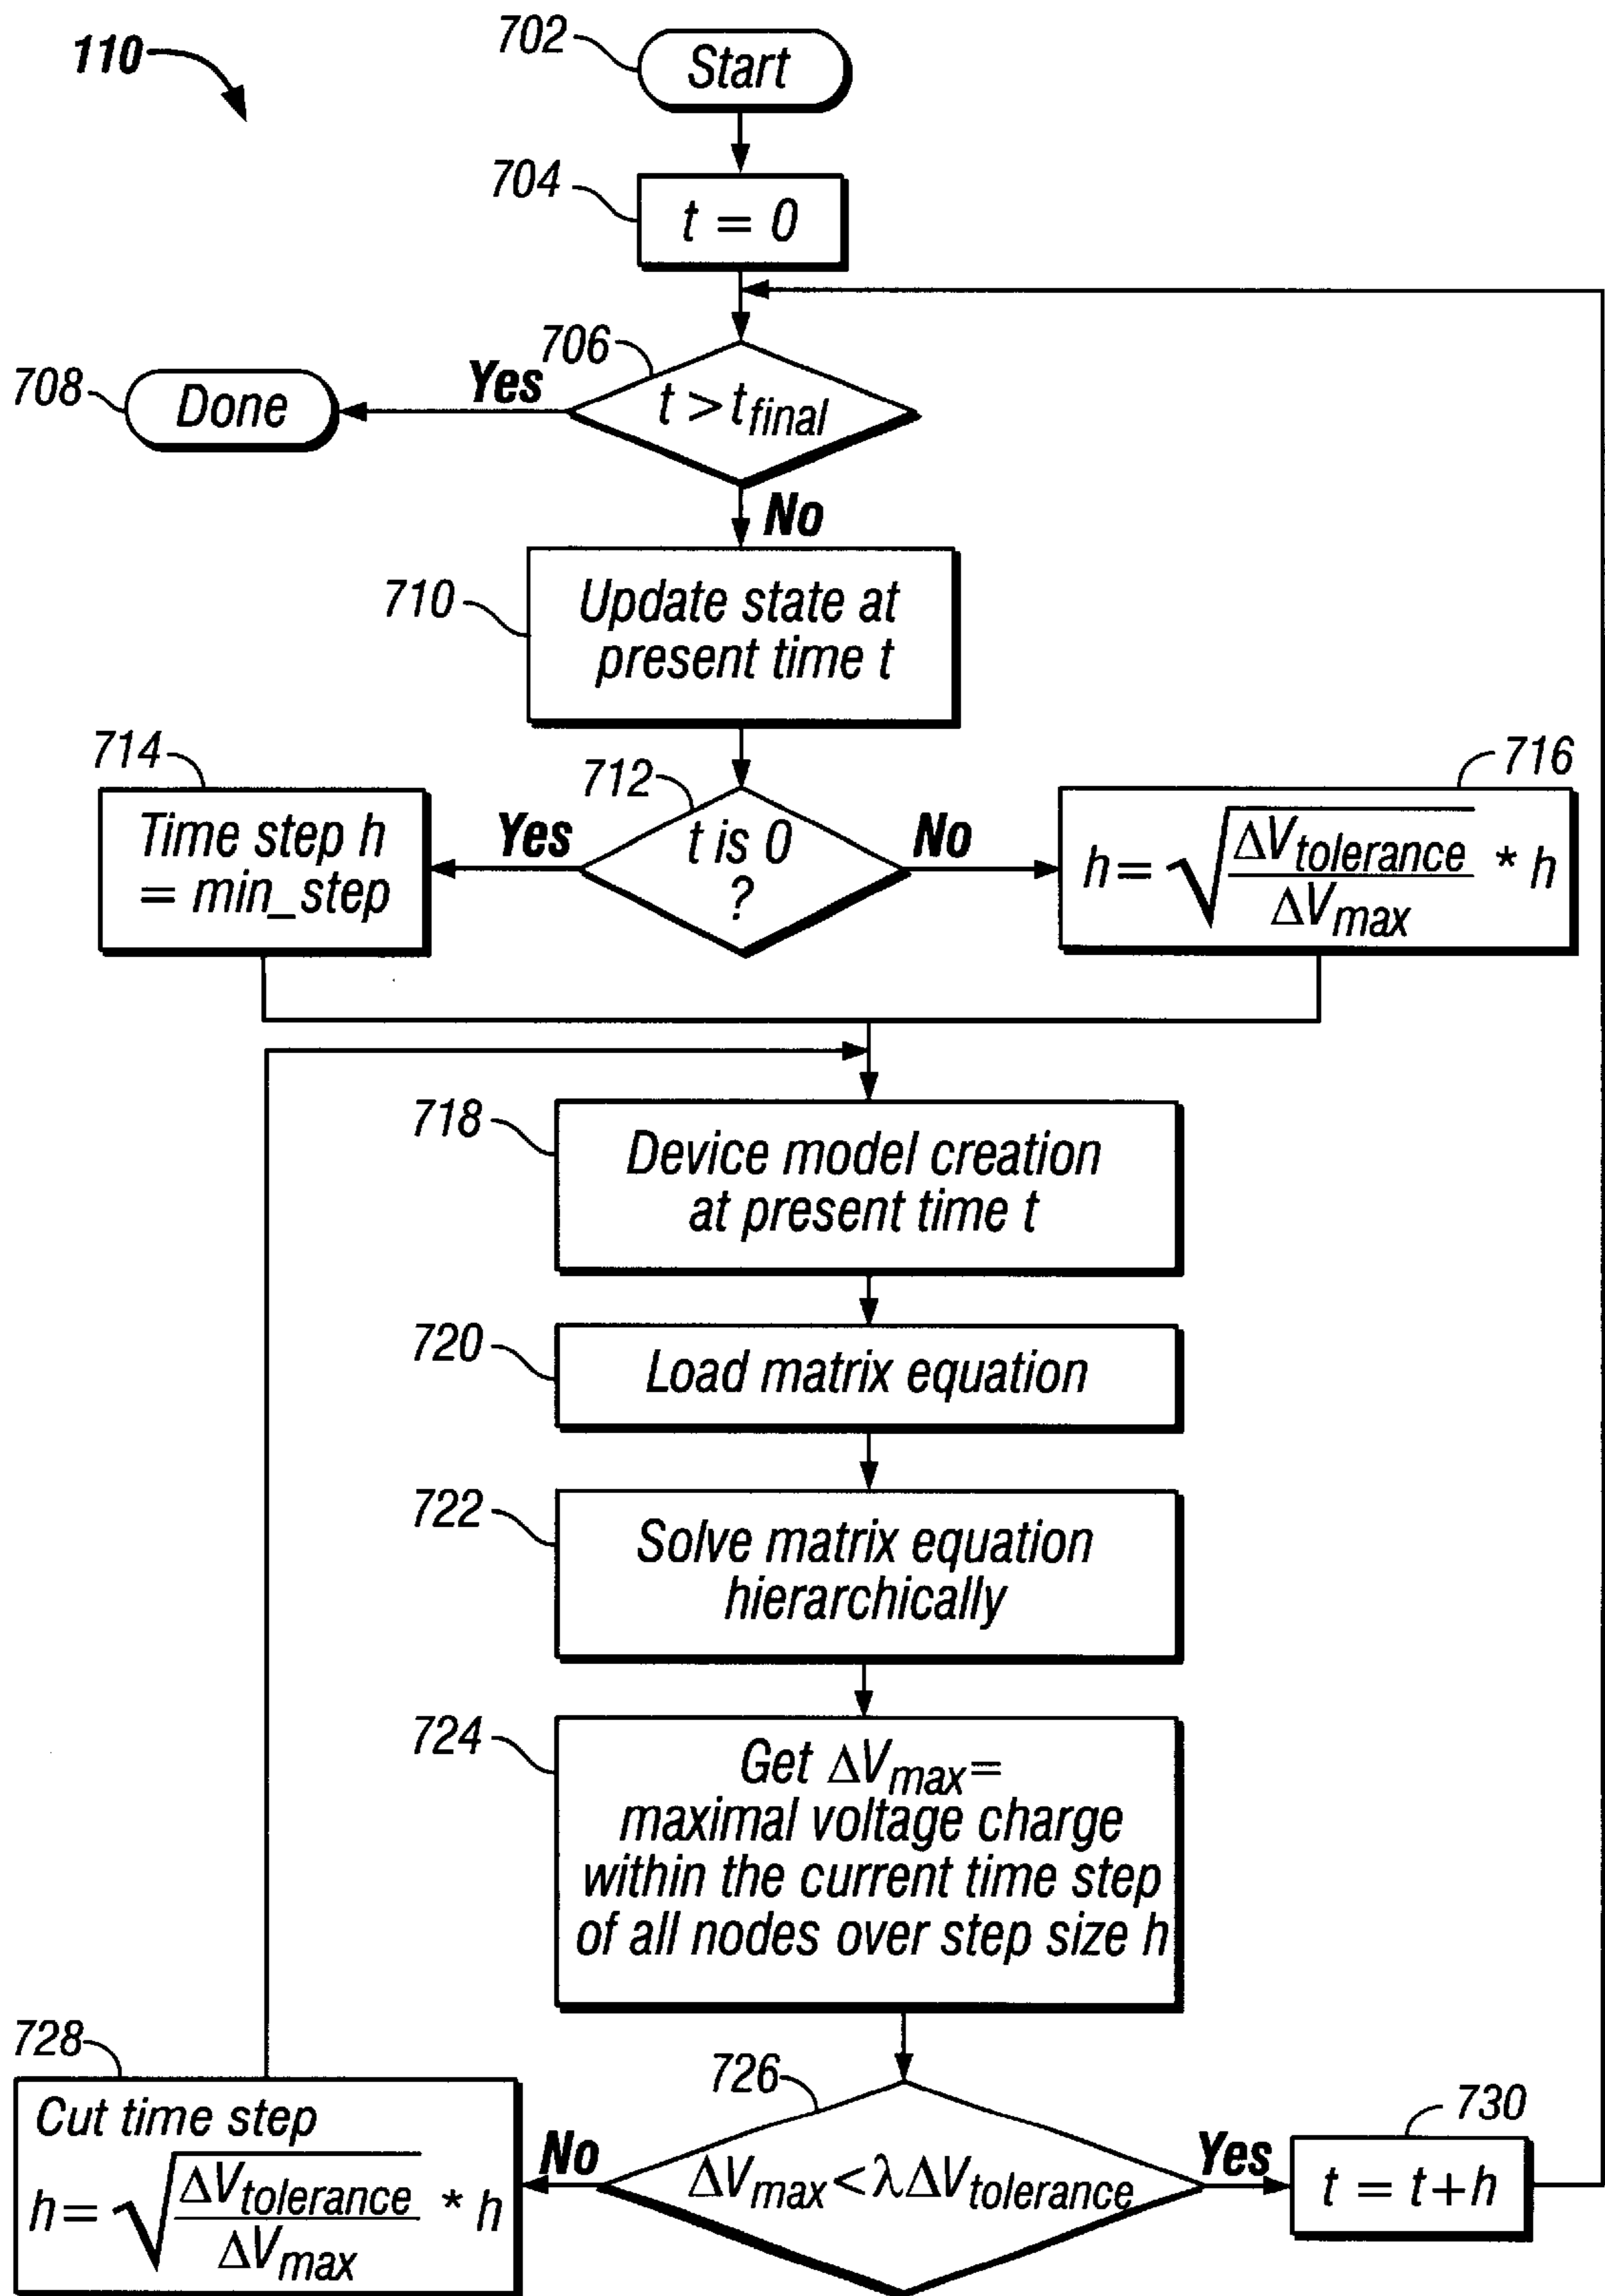 110
702
Start
704
t = 0
706
t > t_final
Yes
708
Done
No
710
Update state at
present time t
712
t is 0
?
Yes
No
714
Time step h
= min_step
716
h = √(ΔV_tolerance / ΔV_max) * h
718
Device model creation
at present time t
720
Load matrix equation
722
Solve matrix equation
hierarchically
724
Get ΔV_max=
maximal voltage charge
within the current time step
of all nodes over step size h
726
ΔV_max < λΔV_tolerance
No
Yes
728
Cut time step
h = √(ΔV_tolerance / ΔV_max) * h
730
t = t+h